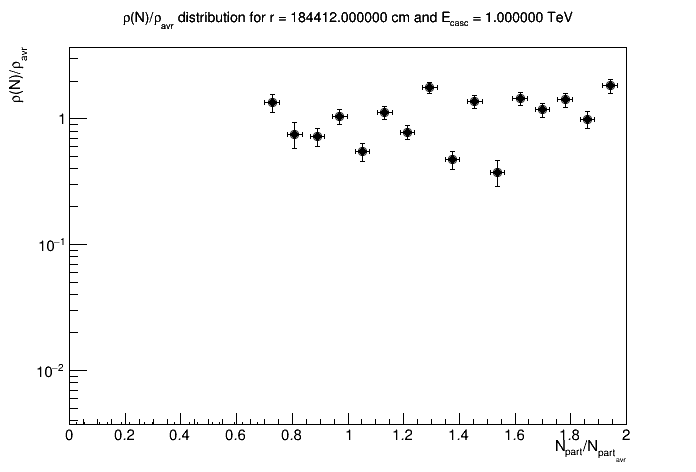 ρ(N)/ρavr distribution for r = 184412.000000 cm and Ecasc = 1.000000 TeV
ρ(N)/ρavr
1
10−1
10−2
0 0.2 0.4 0.6 0.8 1 1.2 1.4 1.6 1.8 2
Npart/Npartavr